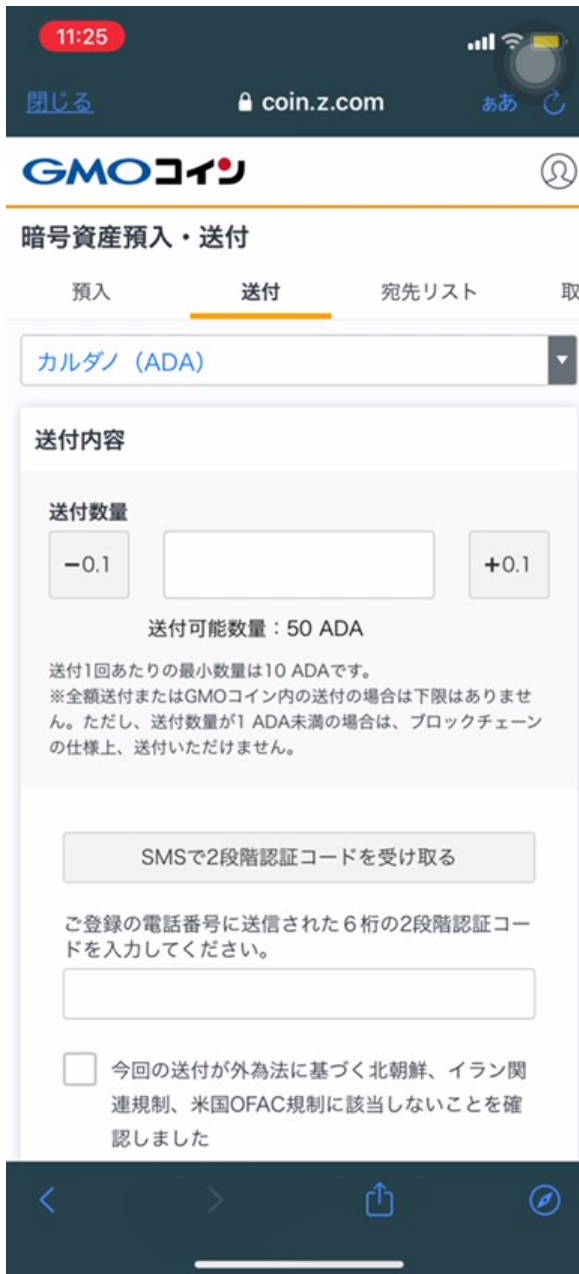 11:25
閉じる
coin.z.com
ぁあ
GMOコイン
暗号資産預入・送付
預入
送付
宛先リスト
取
カルダノ（ADA）
送付内容
送付数量
−0.1
+0.1
送付可能数量：50 ADA
送付1回あたりの最小数量は10 ADAです。
※全額送付またはGMOコイン内の送付の場合は下限はありませ
ん。ただし、送付数量が1 ADA未満の場合は、ブロックチェーン
の仕様上、送付いただけません。
SMSで2段階認証コードを受け取る
ご登録の電話番号に送信された６桁の2段階認証コー
ドを入力してください。
今回の送付が外為法に基づく北朝鮮、イラン関
連規制、米国OFAC規制に該当しないことを確
認しました